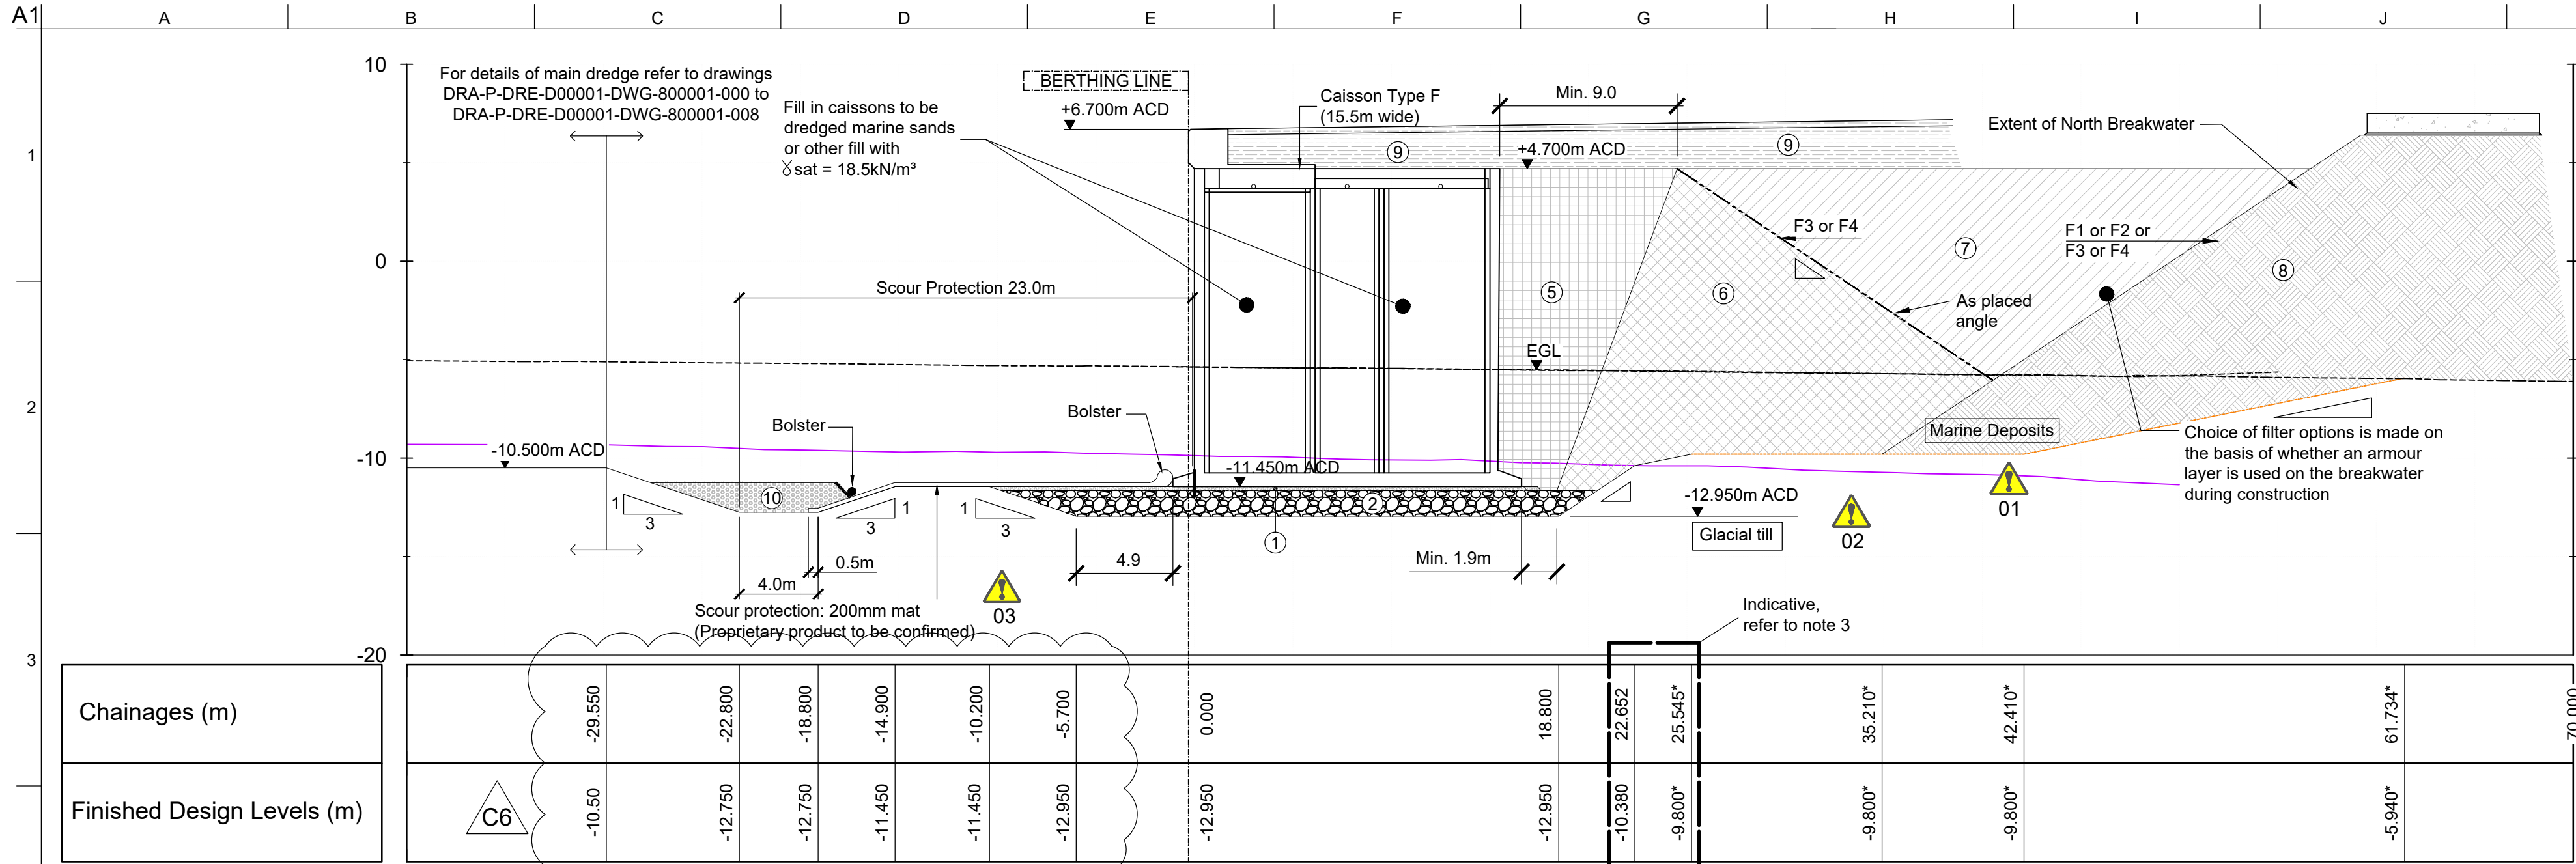 A1
A B C D E F G H I J
1
2
3
10
0
-10
-20
For details of main dredge refer to drawings
DRA-P-DRE-D00001-DWG-800001-000 to
DRA-P-DRE-D00001-DWG-800001-008
Fill in caissons to be
dredged marine sands
or other fill with
γsat = 18.5kN/m³
BERTHING LINE
+6.700m ACD
Caisson Type F
(15.5m wide)
Min. 9.0
+4.700m ACD
9
9
Extent of North Breakwater
F3 or F4
7
F1 or F2 or
F3 or F4
8
5
6
As placed
angle
Scour Protection 23.0m
EGL
Bolster
Bolster
-10.500m ACD
-11.450m ACD
Marine Deposits
Choice of filter options is made on
the basis of whether an armour
layer is used on the breakwater
during construction
10
2
1
3
3
1
1
3
1
-12.950m ACD
Glacial till
01
02
03
0.5m
4.0m
4.9
Min. 1.9m
Scour protection: 200mm mat
(Proprietary product to be confirmed)
Indicative,
refer to note 3
Chainages (m)
-29.550 -22.800 -18.800 -14.900 -10.200 -5.700 0.000 18.800 22.652 25.545* 35.210* 42.410* 61.734* 70.000
Finished Design Levels (m)
C6
-10.50 -12.750 -12.750 -11.450 -11.450 -12.950 -12.950 -12.950 -10.380 -9.800* -9.800* -9.800* -5.940*